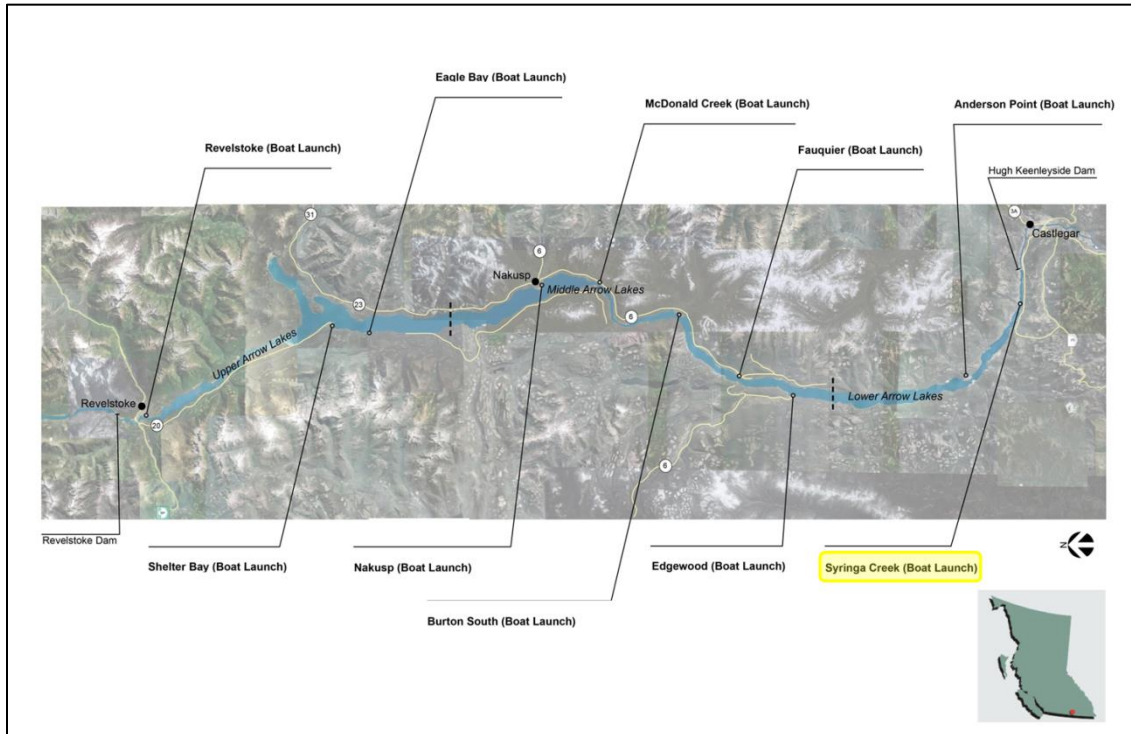 Eagle Bay (Boat Launch)
McDonald Creek (Boat Launch)
Anderson Point (Boat Launch)
Revelstoke (Boat Launch)
Fauquier (Boat Launch)
Hugh Keenleyside Dam
31
3A
Castlegar
6
Nakusp
Middle Arrow Lakes
23
6
Upper Arrow Lakes
Revelstoke
Lower Arrow Lakes
20
6
Revelstoke Dam
N
Shelter Bay (Boat Launch)
Nakusp (Boat Launch)
Edgewood (Boat Launch)
Syringa Creek (Boat Launch)
Burton South (Boat Launch)